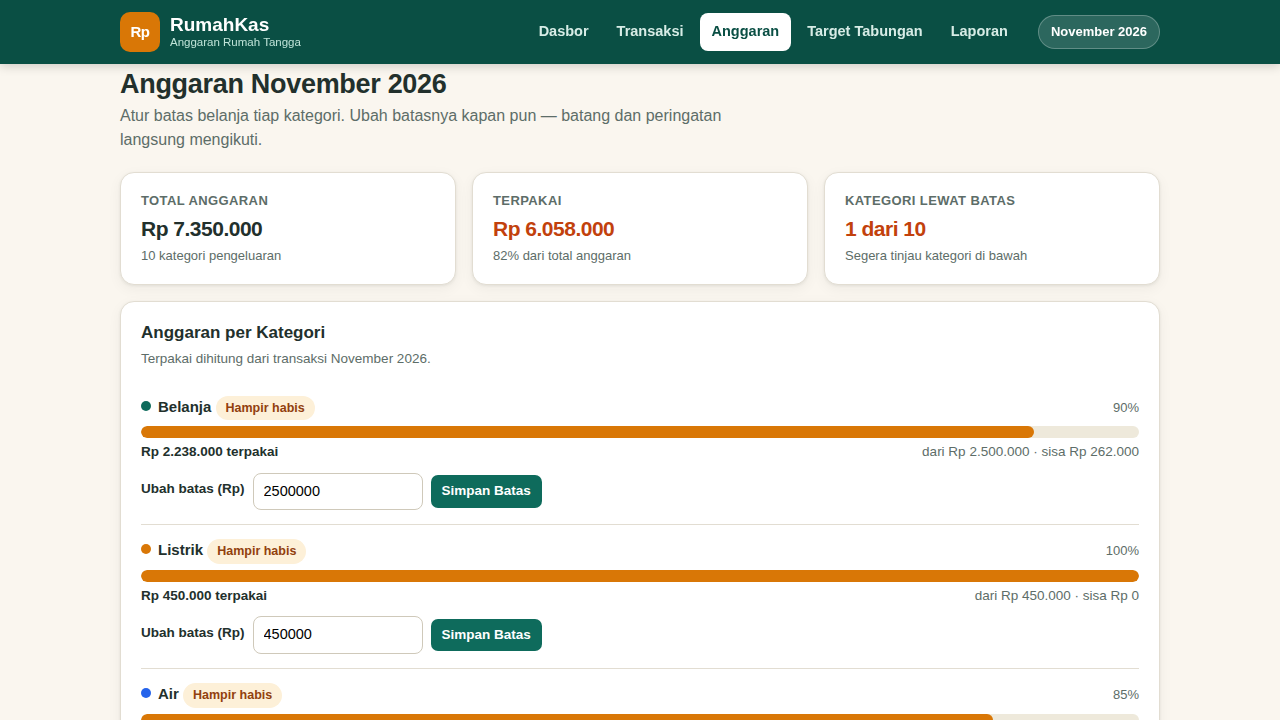 Rp
RumahKas
Anggaran Rumah Tangga
Dasbor
Transaksi
Anggaran
Target Tabungan
Laporan
November 2026
Anggaran November 2026
Atur batas belanja tiap kategori. Ubah batasnya kapan pun — batang dan peringatan
langsung mengikuti.
TOTAL ANGGARAN
Rp 7.350.000
10 kategori pengeluaran
TERPAKAI
Rp 6.058.000
82% dari total anggaran
KATEGORI LEWAT BATAS
1 dari 10
Segera tinjau kategori di bawah
Anggaran per Kategori
Terpakai dihitung dari transaksi November 2026.
Belanja Hampir habis 90%
Rp 2.238.000 terpakai dari Rp 2.500.000 · sisa Rp 262.000
Ubah batas (Rp) 2500000 Simpan Batas
Listrik Hampir habis 100%
Rp 450.000 terpakai dari Rp 450.000 · sisa Rp 0
Ubah batas (Rp) 450000 Simpan Batas
Air Hampir habis 85%